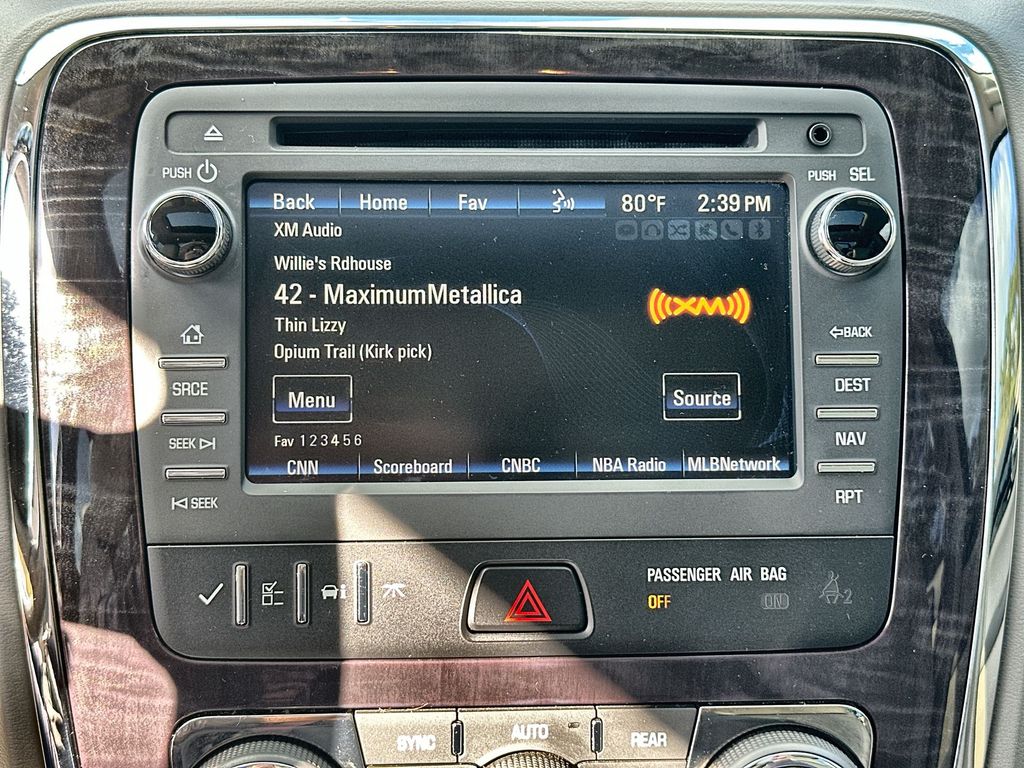 PUSH
PUSH SEL
Back Home Fav 80°F 2:39 PM
XM Audio
Willie's Rdhouse
42 - MaximumMetallica
((XM))
Thin Lizzy
Opium Trail (Kirk pick)
Menu
Source
Fav 1 2 3 4 5 6
CNN Scoreboard CNBC NBA Radio MLBNetwork
SRCE
SEEK
SEEK
BACK
DEST
NAV
RPT
PASSENGER AIR BAG
OFF ON
2
SYNC AUTO REAR